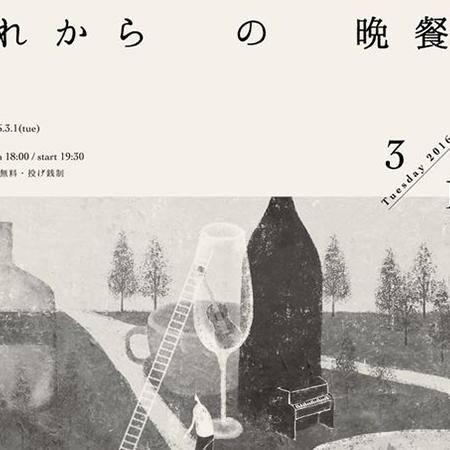 れからの晩餐
.3.1(tue)
18:00 / start 19:30
無料・投げ銭制
3
Tuesday 2016